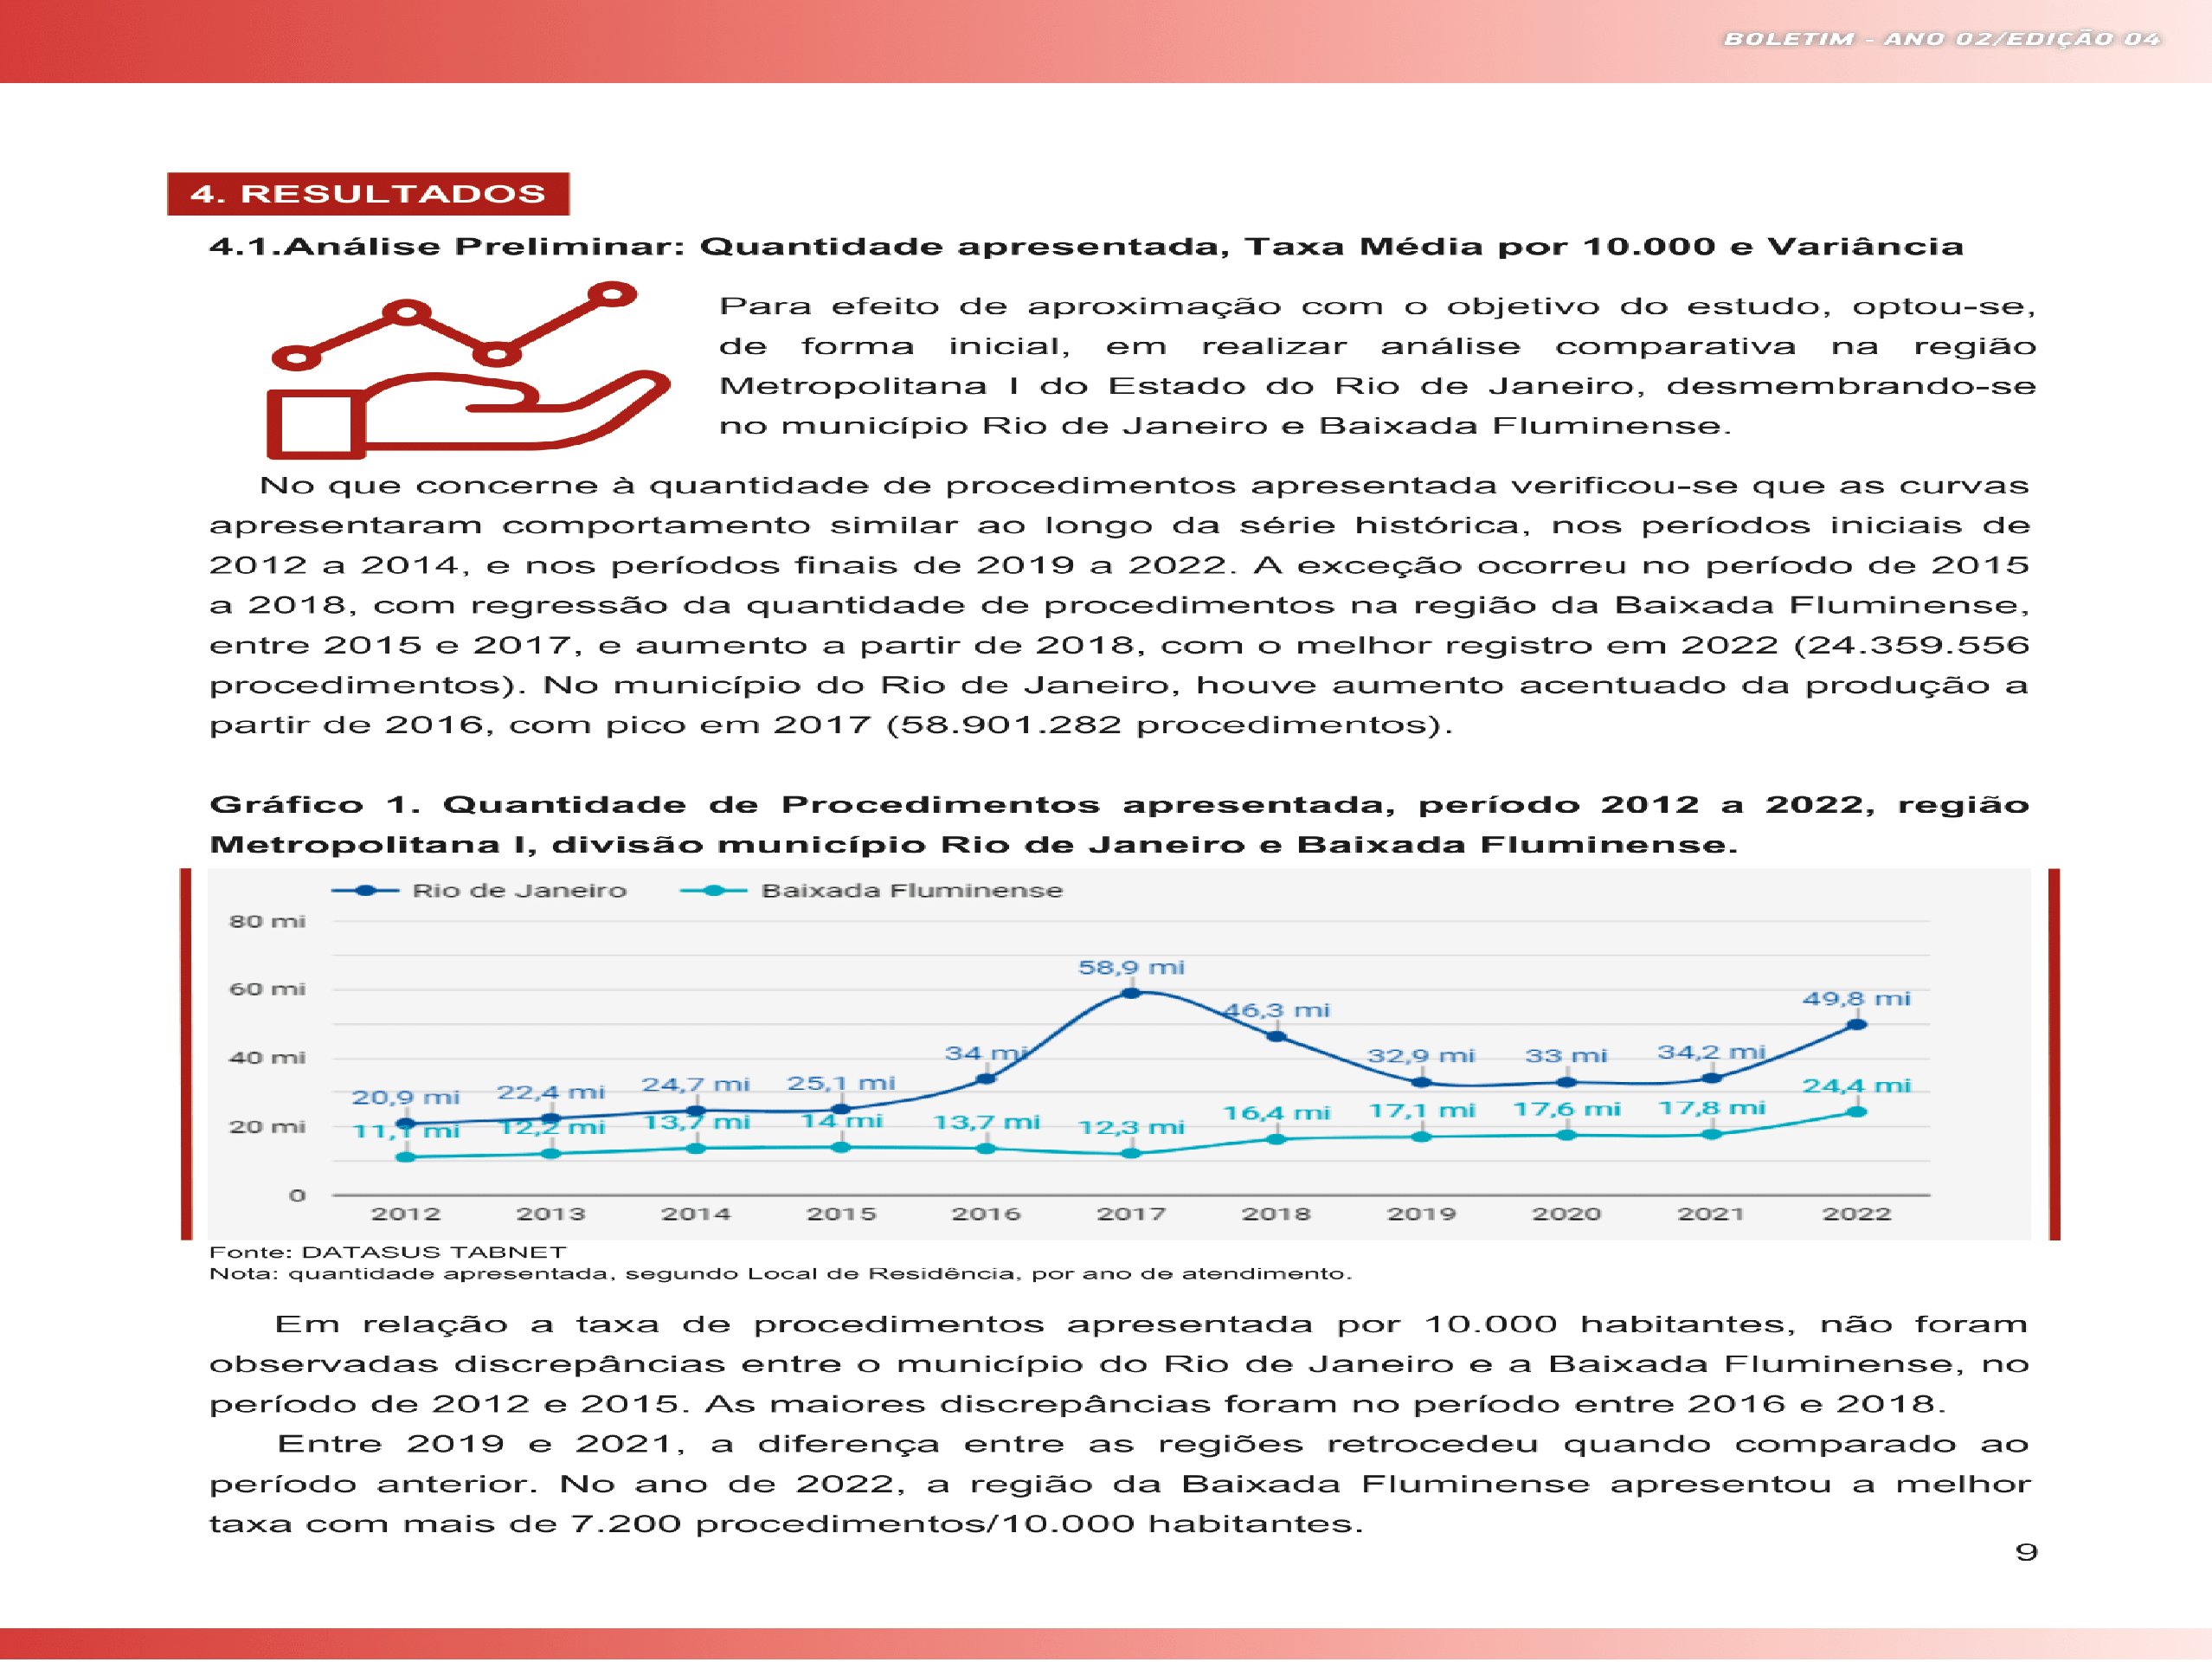 BOLETIM - ANO 02/EDIÇÃO 04
4. RESULTADOS
4.1.Análise Preliminar: Quantidade apresentada, Taxa Média por 10.000 e Variância
Para efeito de aproximação com o objetivo do estudo, optou-se,
de forma inicial, em realizar análise comparativa na região
Metropolitana I do Estado do Rio de Janeiro, desmembrando-se
no município Rio de Janeiro e Baixada Fluminense.
No que concerne à quantidade de procedimentos apresentada verificou-se que as curvas
apresentaram comportamento similar ao longo da série histórica, nos períodos iniciais de
2012 a 2014, e nos períodos finais de 2019 a 2022. A exceção ocorreu no período de 2015
a 2018, com regressão da quantidade de procedimentos na região da Baixada Fluminense,
entre 2015 e 2017, e aumento a partir de 2018, com o melhor registro em 2022 (24.359.556
procedimentos). No município do Rio de Janeiro, houve aumento acentuado da produção a
partir de 2016, com pico em 2017 (58.901.282 procedimentos).
Gráfico 1. Quantidade de Procedimentos apresentada, período 2012 a 2022, região
Metropolitana I, divisão município Rio de Janeiro e Baixada Fluminense.
Rio de Janeiro Baixada Fluminense
80 mi
60 mi
40 mi
20 mi
0
20,9 mi 22,4 mi 24,7 mi 25,1 mi 34 mi 58,9 mi 46,3 mi 32,9 mi 33 mi 34,2 mi 49,8 mi
11,1 mi 12,2 mi 13,7 mi 14 mi 13,7 mi 12,3 mi 16,4 mi 17,1 mi 17,6 mi 17,8 mi 24,4 mi
2012 2013 2014 2015 2016 2017 2018 2019 2020 2021 2022
Fonte: DATASUS TABNET
Nota: quantidade apresentada, segundo Local de Residência, por ano de atendimento.
Em relação a taxa de procedimentos apresentada por 10.000 habitantes, não foram
observadas discrepâncias entre o município do Rio de Janeiro e a Baixada Fluminense, no
período de 2012 e 2015. As maiores discrepâncias foram no período entre 2016 e 2018.
Entre 2019 e 2021, a diferença entre as regiões retrocedeu quando comparado ao
período anterior. No ano de 2022, a região da Baixada Fluminense apresentou a melhor
taxa com mais de 7.200 procedimentos/10.000 habitantes.
9